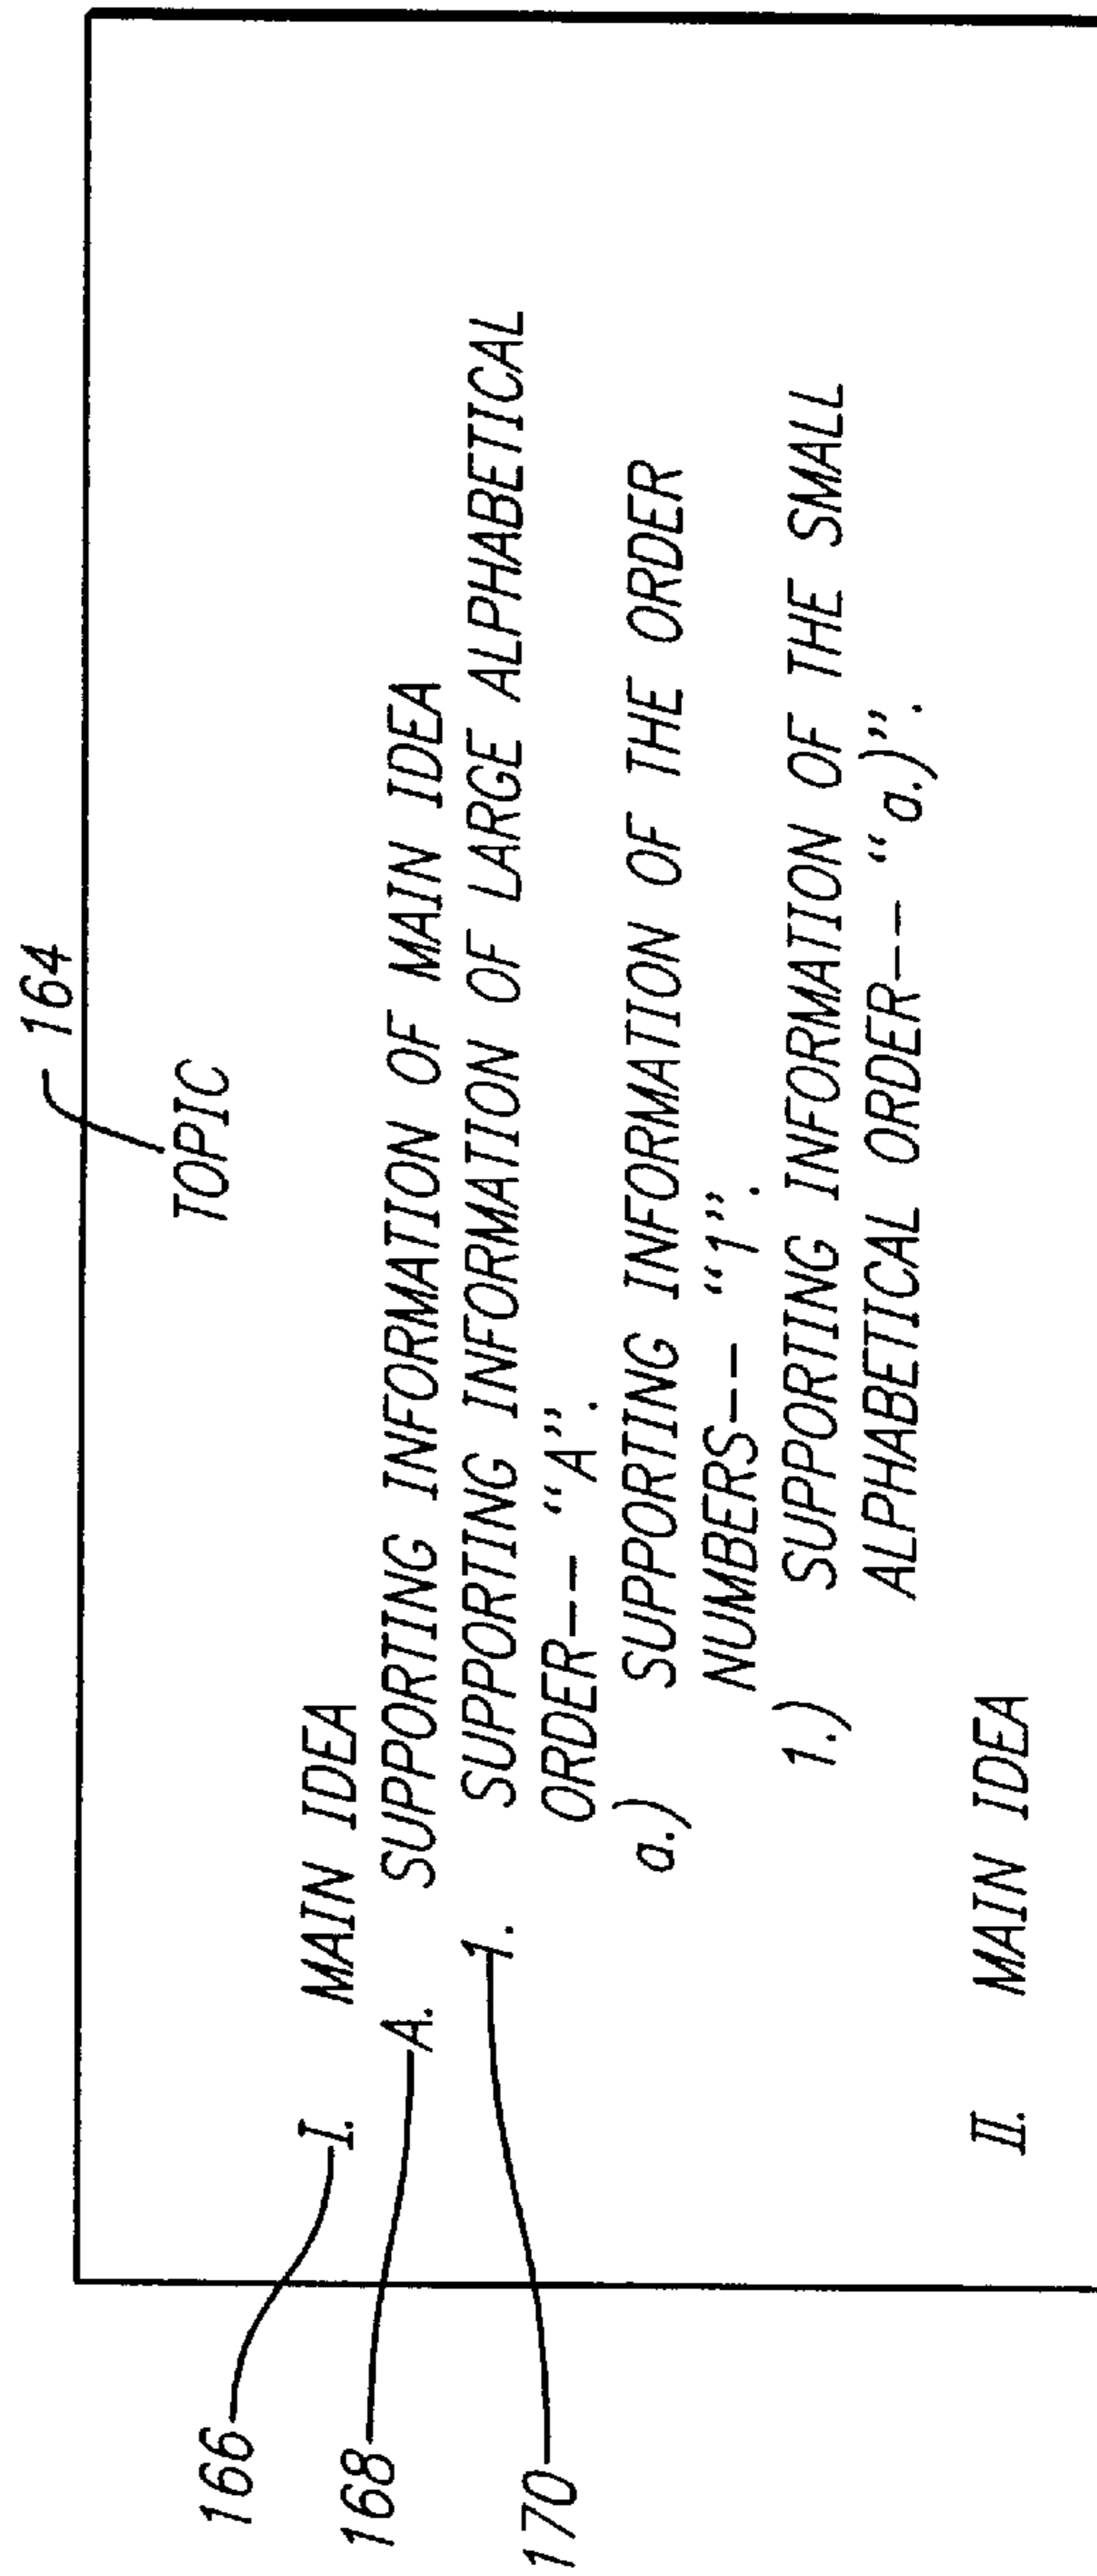 164
TOPIC
166 I. MAIN IDEA
168 A. SUPPORTING INFORMATION OF MAIN IDEA
170 1. SUPPORTING INFORMATION OF LARGE ALPHABETICAL
ORDER-- "A".
a.) SUPPORTING INFORMATION OF THE ORDER
NUMBERS-- "1".
1.) SUPPORTING INFORMATION OF THE SMALL
ALPHABETICAL ORDER-- "a.)".
II. MAIN IDEA